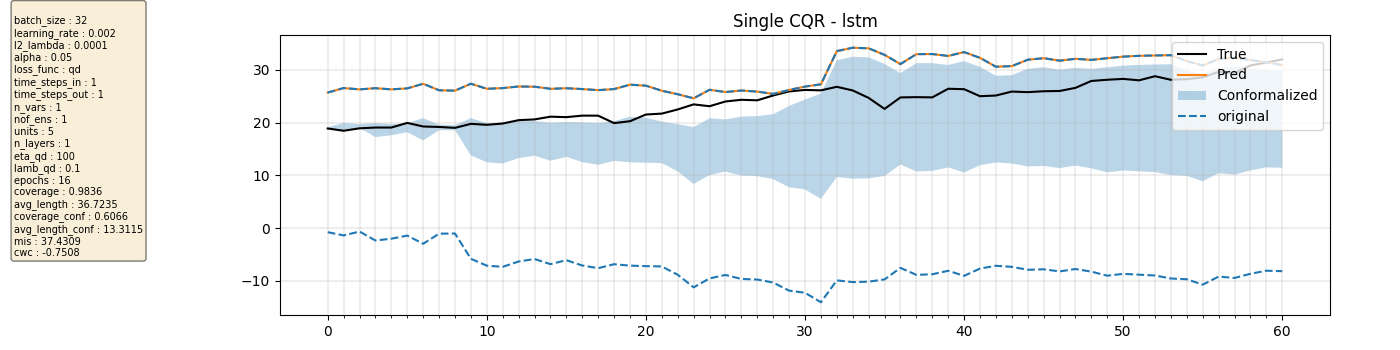 batch_size : 32
learning_rate : 0.002
l2_lambda : 0.0001
alpha : 0.05
loss_func : qd
time_steps_in : 1
time_steps_out : 1
n_vars : 1
nof_ens : 1
units : 5
n_layers : 1
eta_qd : 100
lamb_qd : 0.1
epochs : 16
coverage : 0.9836
avg_length : 36.7235
coverage_conf : 0.6066
avg_length_conf : 13.3115
mis : 37.4309
cwc : -0.7508
Single CQR - lstm
True
Pred
Conformalized
original
30
20
10
0
−10
0 10 20 30 40 50 60